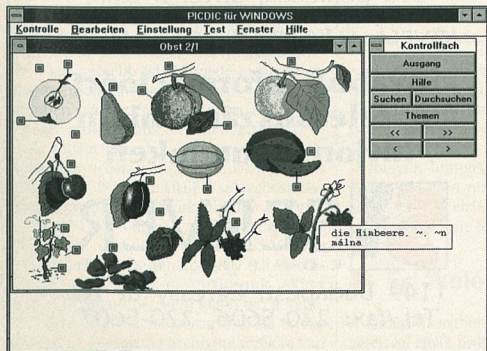 PICDIC für WINDOWS
Kontrolle Bearbeiten Einstellung Test Fenster Hilfe
Obst 2/1
die Himbeere, ~, ~n
málna
Kontrollfach
Ausgang
Hilfe
Suchen Durchsuchen
Themen
<< >>
< >